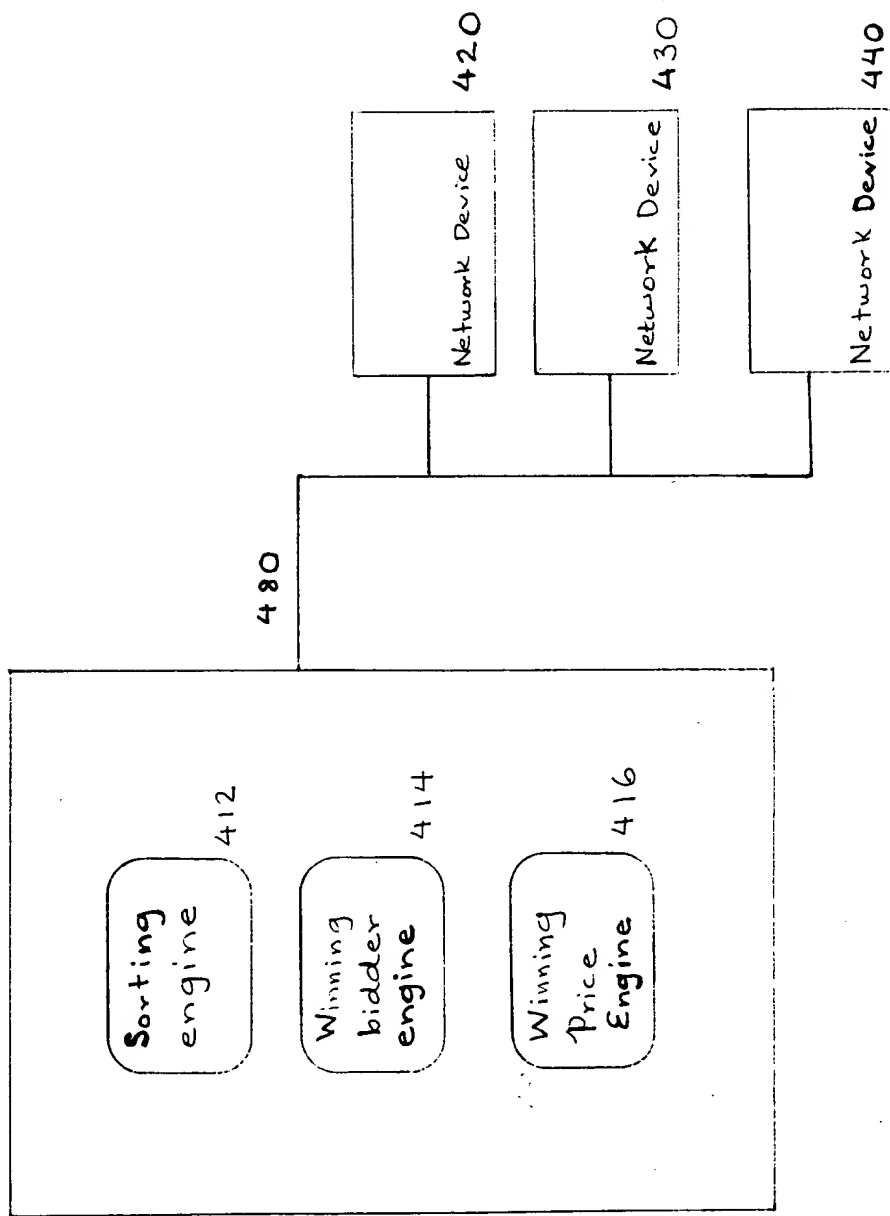 Sorting
engine
412
Winning
bidder
engine
414
Winning
Price
Engine
416
480
Network Device
420
Network Device
430
Network Device
440